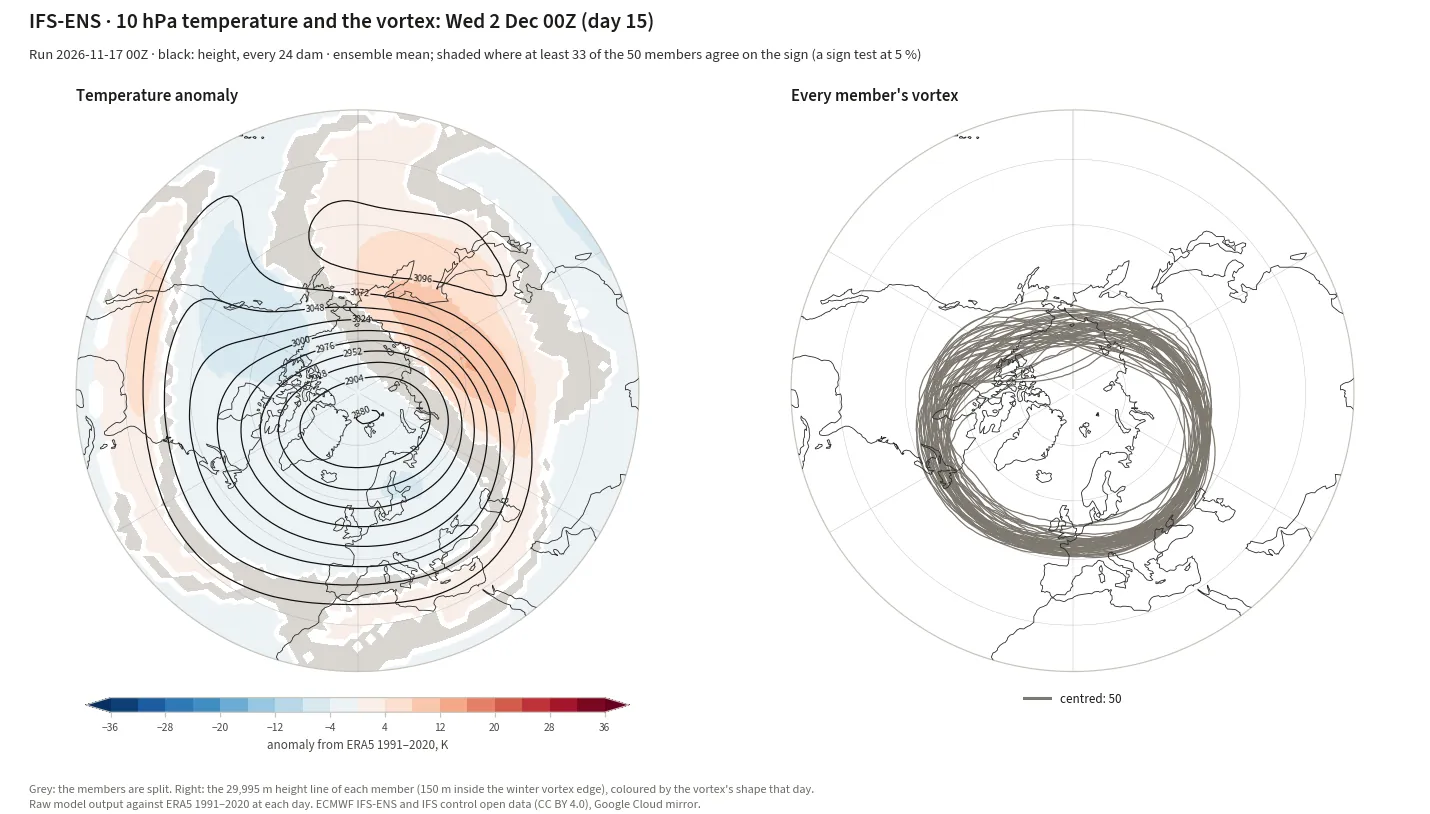 IFS-ENS · 10 hPa temperature and the vortex: Wed 2 Dec 00Z (day 15)
Run 2026-11-17 00Z · black: height, every 24 dam · ensemble mean; shaded where at least 33 of the 50 members agree on the sign (a sign test at 5 %)
Temperature anomaly
Every member's vortex
3096
3072
3048
3024
3000
2976
2952
2904
2880
centred: 50
−36 −28 −20 −12 −4 4 12 20 28 36
anomaly from ERA5 1991–2020, K
Grey: the members are split. Right: the 29,995 m height line of each member (150 m inside the winter vortex edge), coloured by the vortex's shape that day.
Raw model output against ERA5 1991–2020 at each day. ECMWF IFS-ENS and IFS control open data (CC BY 4.0), Google Cloud mirror.